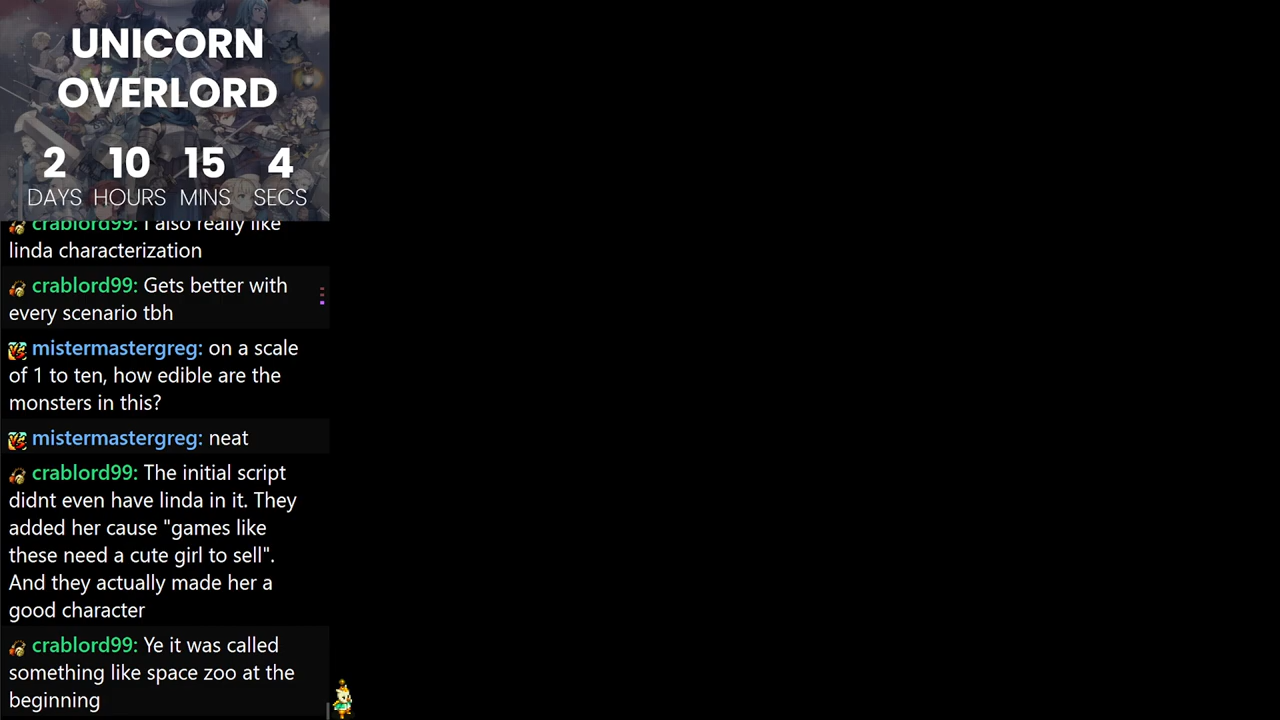 UNICORN
OVERLORD
2 10 15 4
DAYS HOURS MINS SECS
crablord99: I also really like
linda characterization
crablord99: Gets better with
every scenario tbh
mistermastergreg: on a scale
of 1 to ten, how edible are the
monsters in this?
mistermastergreg: neat
crablord99: The initial script
didnt even have linda in it. They
added her cause "games like
these need a cute girl to sell".
And they actually made her a
good character
crablord99: Ye it was called
something like space zoo at the
beginning